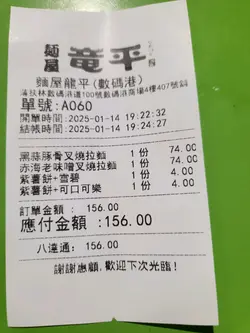 麵屋
竜平
麵屋龍平(數碼港)
薄扶林數碼港道100號數碼港商場4樓407號舖
單號:A060
開單時間:2025-01-14 19:22:32
結帳時間:2025-01-14 19:24:27
黑蒜豚骨叉燒拉麵 1 份 74.00
赤海老味噌叉燒拉麵 1 份 74.00
紫薯餅+雪碧 1 份 4.00
紫薯餅+可口可樂 1 份 4.00
訂單金額 : 156.00
應付金額 :156.00
八達通: 156.00
謝謝惠顧,歡迎下次光臨!